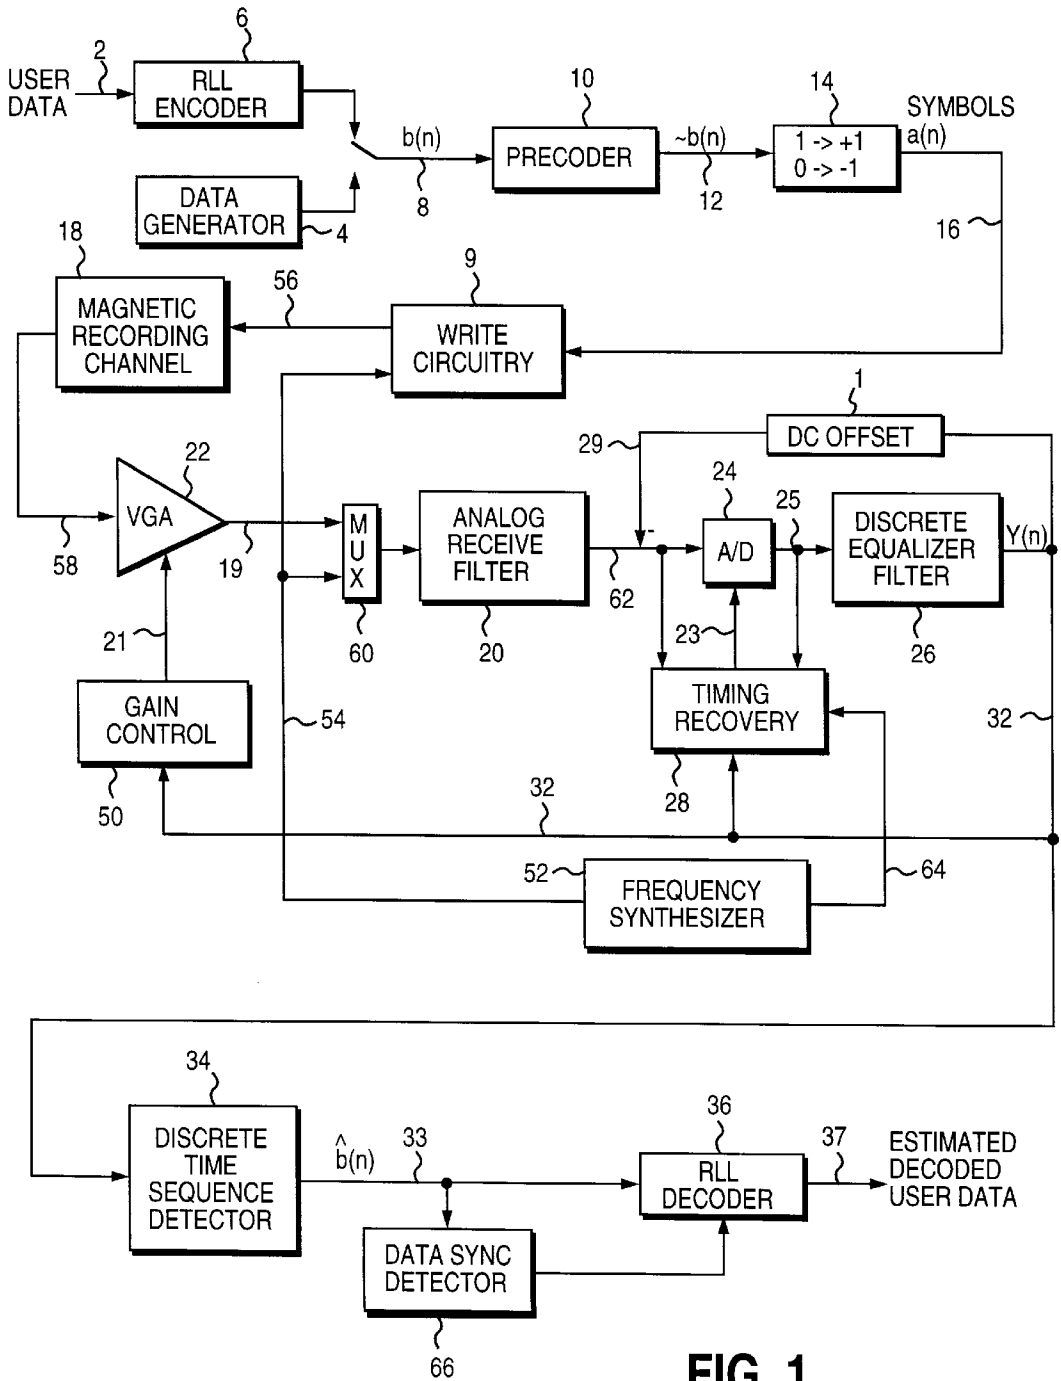 6
2
USER
DATA
RLL
ENCODER
10
14
SYMBOLS
b(n)
PRECODER
~b(n)
1 -> +1
0 -> -1
a(n)
DATA
GENERATOR
4
8
12
16
18
56
9
MAGNETIC
RECORDING
CHANNEL
WRITE
CIRCUITRY
1
29
DC OFFSET
22
24
25
VGA
M
U
X
ANALOG
RECEIVE
FILTER
-
A/D
DISCRETE
EQUALIZER
FILTER
Y(n)
58
19
62
21
60
20
23
26
GAIN
CONTROL
54
TIMING
RECOVERY
32
50
28
32
52
64
FREQUENCY
SYNTHESIZER
34
36
DISCRETE
TIME
SEQUENCE
DETECTOR
^
b(n)
33
RLL
DECODER
37
ESTIMATED
DECODED
USER DATA
DATA SYNC
DETECTOR
66
FIG. 1